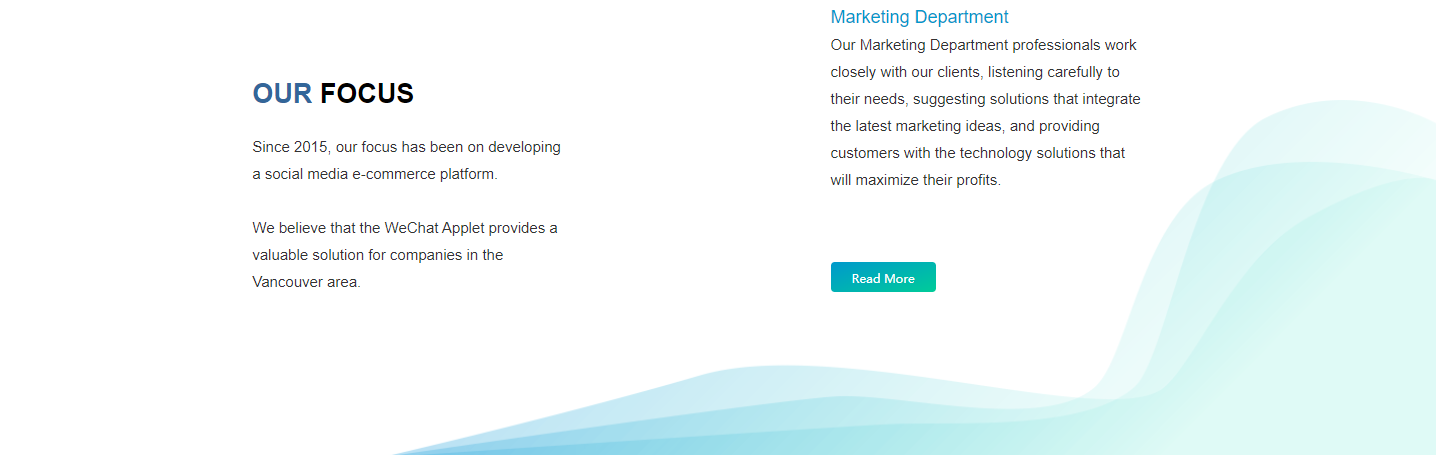 OUR FOCUS
Since 2015, our focus has been on developing
a social media e-commerce platform.
We believe that the WeChat Applet provides a
valuable solution for companies in the
Vancouver area.
Marketing Department
Our Marketing Department professionals work
closely with our clients, listening carefully to
their needs, suggesting solutions that integrate
the latest marketing ideas, and providing
customers with the technology solutions that
will maximize their profits.
Read More